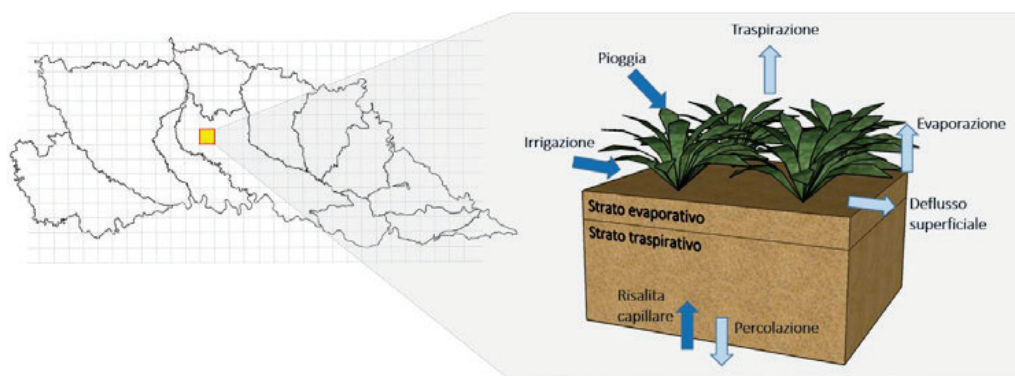 Traspirazione
Pioggia
Evaporazione
Irrigazione
Strato evaporativo
Deflusso
superficiale
Strato traspirativo
Risalita
capillare
Percolazione